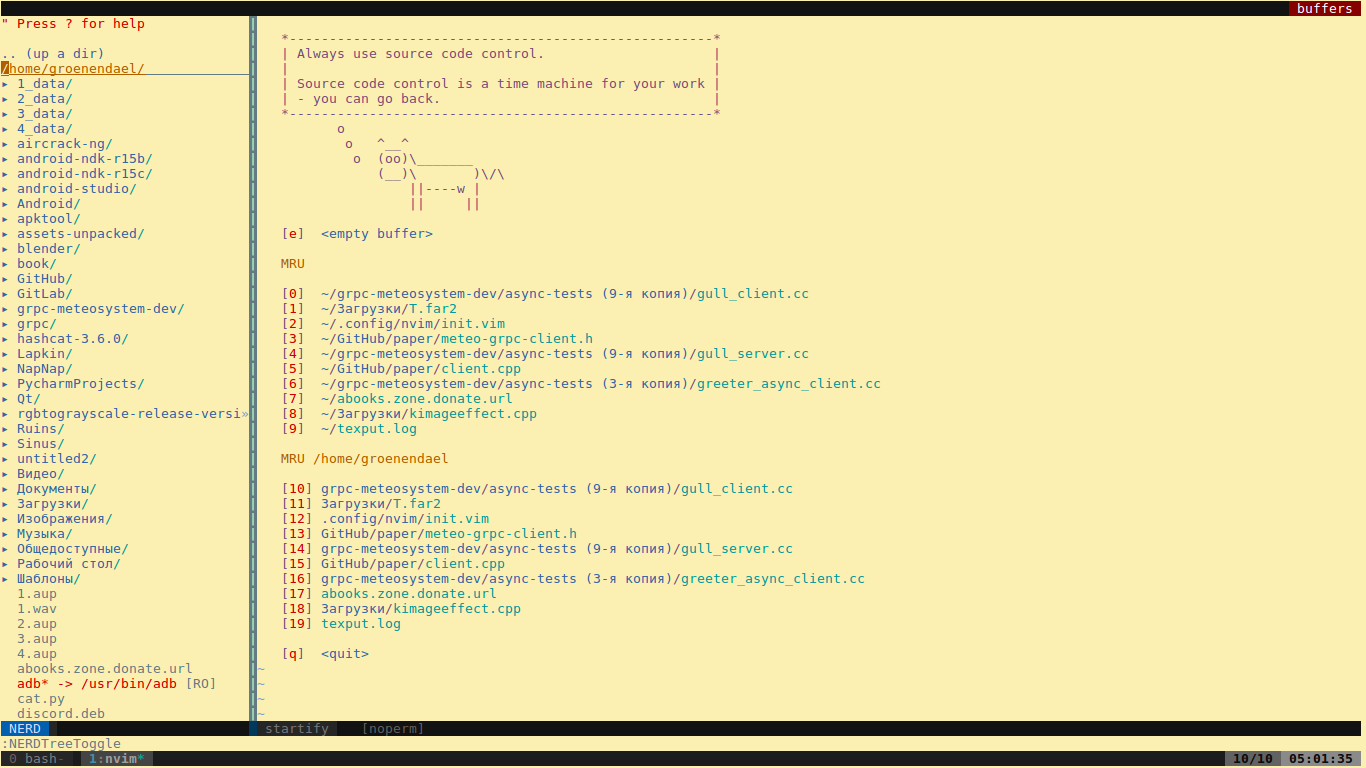 buffers
" Press ? for help
.. (up a dir)
/home/groenendael/
▸ 1_data/
▸ 2_data/
▸ 3_data/
▸ 4_data/
▸ aircrack-ng/
▸ android-ndk-r15b/
▸ android-ndk-r15c/
▸ android-studio/
▸ Android/
▸ apktool/
▸ assets-unpacked/
▸ blender/
▸ book/
▸ GitHub/
▸ GitLab/
▸ grpc-meteosystem-dev/
▸ grpc/
▸ hashcat-3.6.0/
▸ Lapkin/
▸ NapNap/
▸ PycharmProjects/
▸ Qt/
▸ rgbtograyscale-release-versi»
▸ Ruins/
▸ Sinus/
▸ untitled2/
▸ Видео/
▸ Документы/
▸ Загрузки/
▸ Изображения/
▸ Музыка/
▸ Общедоступные/
▸ Рабочий стол/
▸ Шаблоны/
1.aup
1.wav
2.aup
3.aup
4.aup
abooks.zone.donate.url
adb* -> /usr/bin/adb [RO]
cat.py
discord.deb
*-----------------------------------------------------*
| Always use source code control.                     |
|                                                     |
| Source code control is a time machine for your work |
| - you can go back.                                  |
*-----------------------------------------------------*
       o
        o   ^__^
         o  (oo)\_______
            (__)\       )\/\
                ||----w |
                ||     ||
[e]  <empty buffer>
MRU
[0]  ~/grpc-meteosystem-dev/async-tests (9-я копия)/gull_client.cc
[1]  ~/Загрузки/T.far2
[2]  ~/.config/nvim/init.vim
[3]  ~/GitHub/paper/meteo-grpc-client.h
[4]  ~/grpc-meteosystem-dev/async-tests (9-я копия)/gull_server.cc
[5]  ~/GitHub/paper/client.cpp
[6]  ~/grpc-meteosystem-dev/async-tests (3-я копия)/greeter_async_client.cc
[7]  ~/abooks.zone.donate.url
[8]  ~/Загрузки/kimageeffect.cpp
[9]  ~/texput.log
MRU /home/groenendael
[10] grpc-meteosystem-dev/async-tests (9-я копия)/gull_client.cc
[11] Загрузки/T.far2
[12] .config/nvim/init.vim
[13] GitHub/paper/meteo-grpc-client.h
[14] grpc-meteosystem-dev/async-tests (9-я копия)/gull_server.cc
[15] GitHub/paper/client.cpp
[16] grpc-meteosystem-dev/async-tests (3-я копия)/greeter_async_client.cc
[17] abooks.zone.donate.url
[18] Загрузки/kimageeffect.cpp
[19] texput.log
[q]  <quit>
~
~
~
~
NERD startify [noperm]
:NERDTreeToggle
0 bash- 1:nvim* 10/10 05:01:35